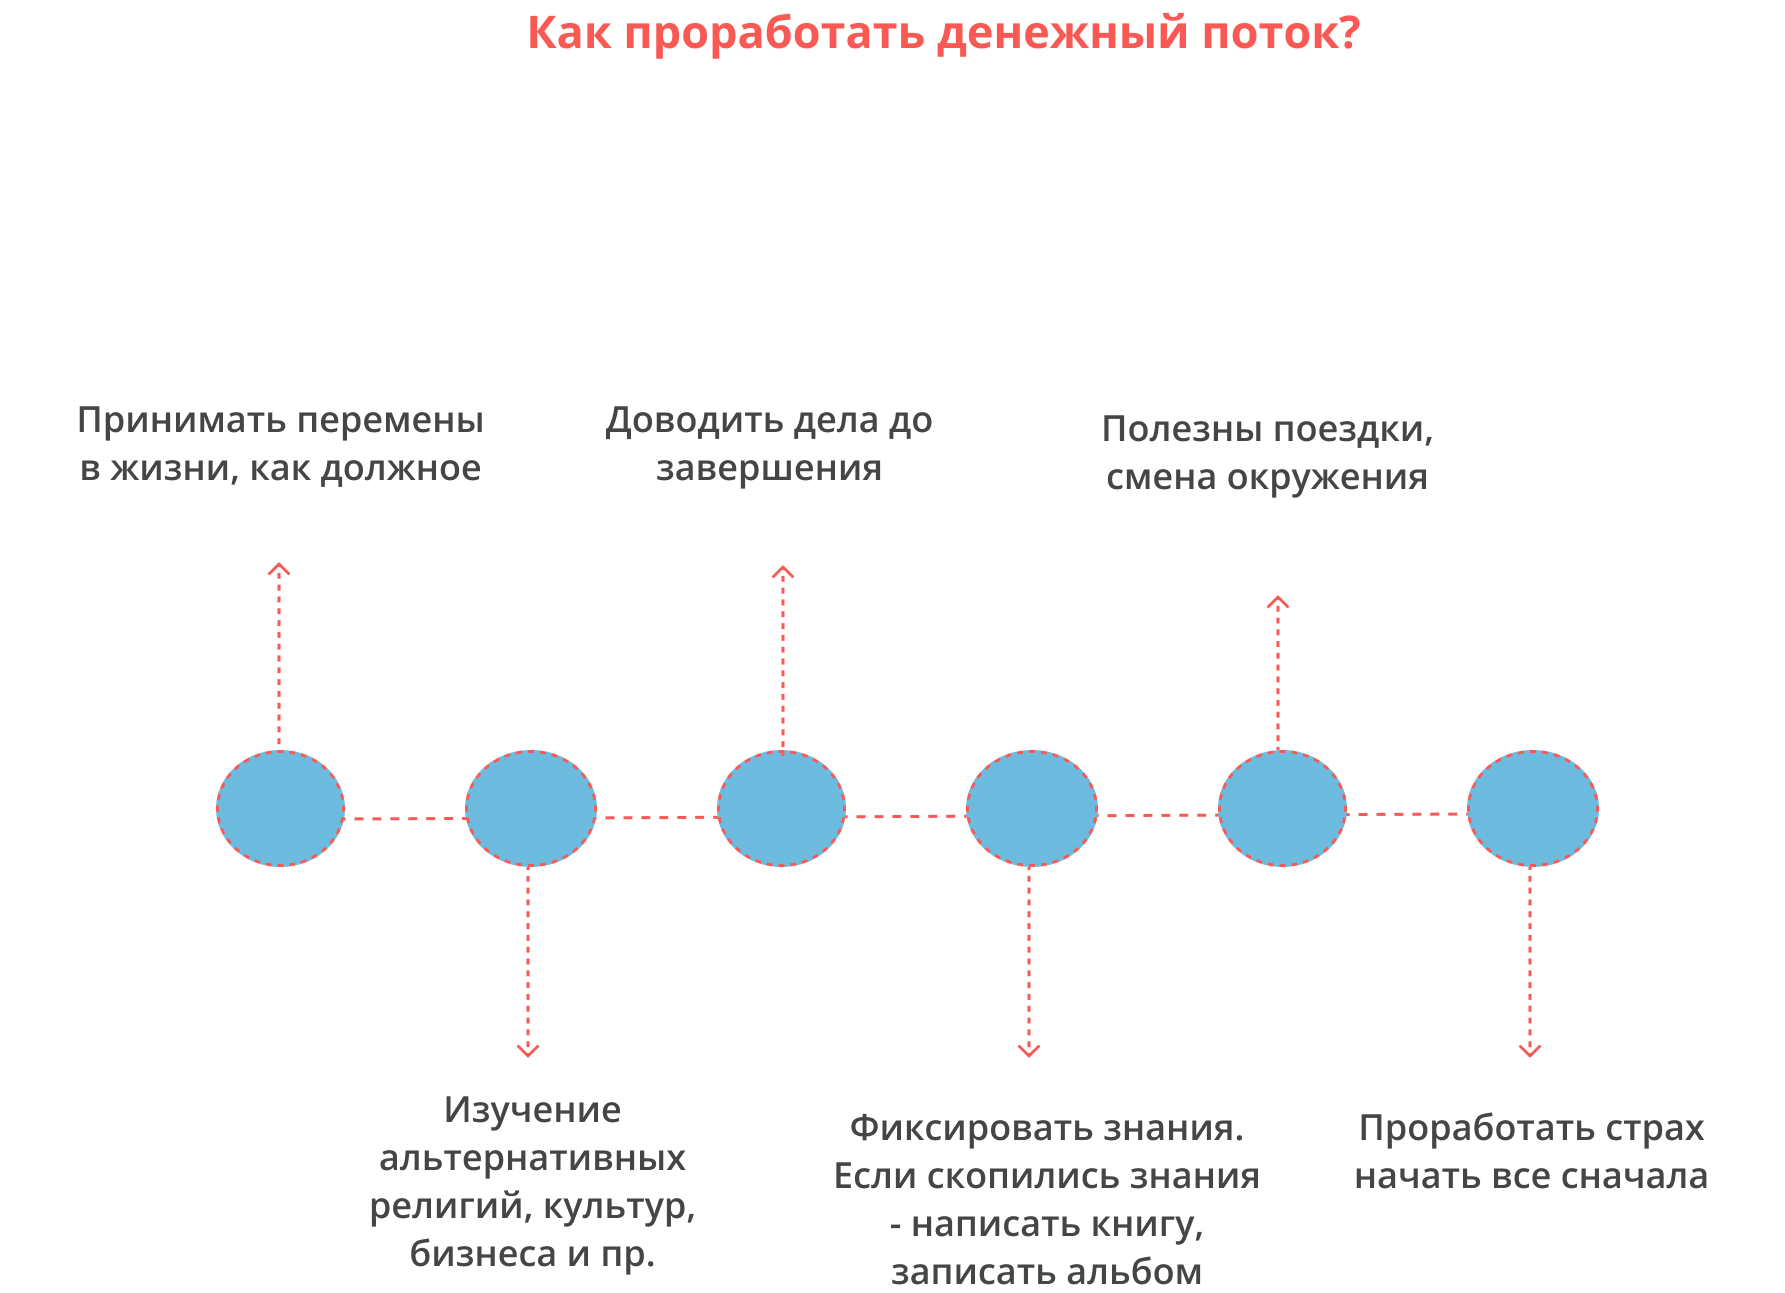 Как проработать денежный поток?
Принимать перемены
в жизни, как должное
Доводить дела до
завершения
Полезны поездки,
смена окружения
Изучение
альтернативных
религий, культур,
бизнеса и пр.
Фиксировать знания.
Если скопились знания
- написать книгу,
записать альбом
Проработать страх
начать все сначала